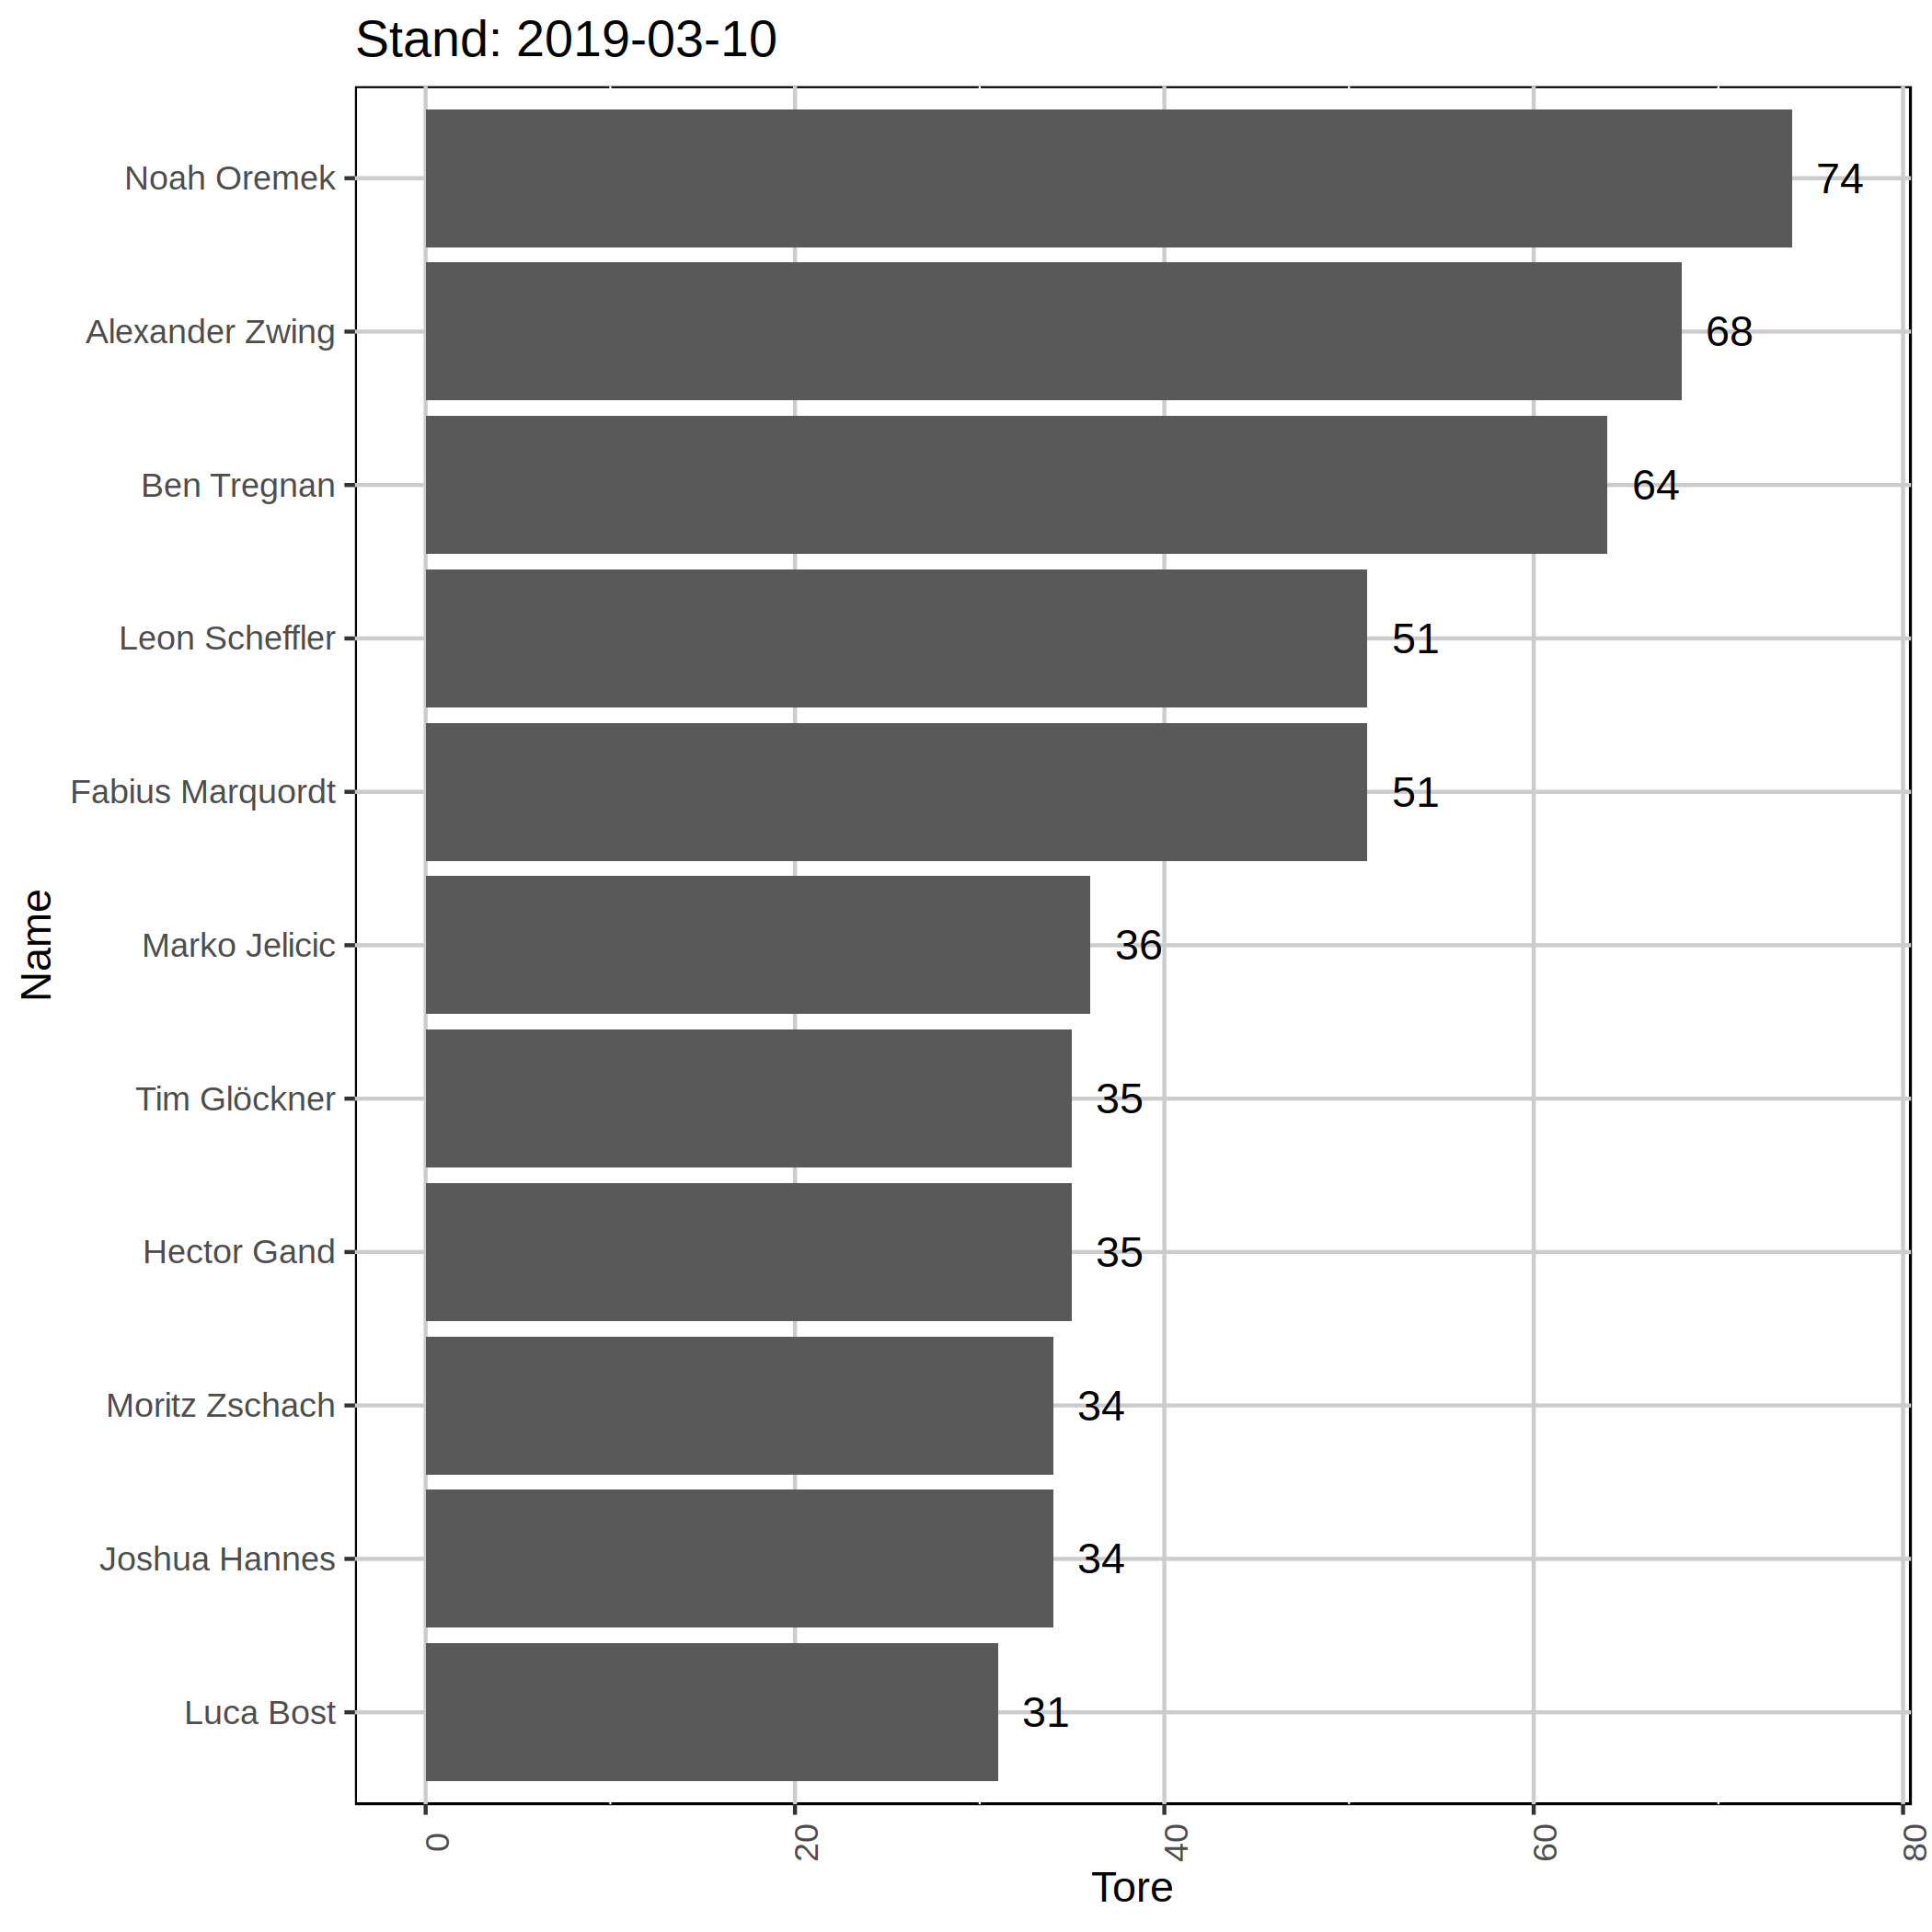 Stand: 2019-03-10
Noah Oremek 74
Alexander Zwing 68
Ben Tregnan 64
Leon Scheffler 51
Fabius Marquordt 51
Marko Jelicic 36
Tim Glöckner 35
Hector Gand 35
Moritz Zschach 34
Joshua Hannes 34
Luca Bost 31
Name
0 20 40 60 80
Tore